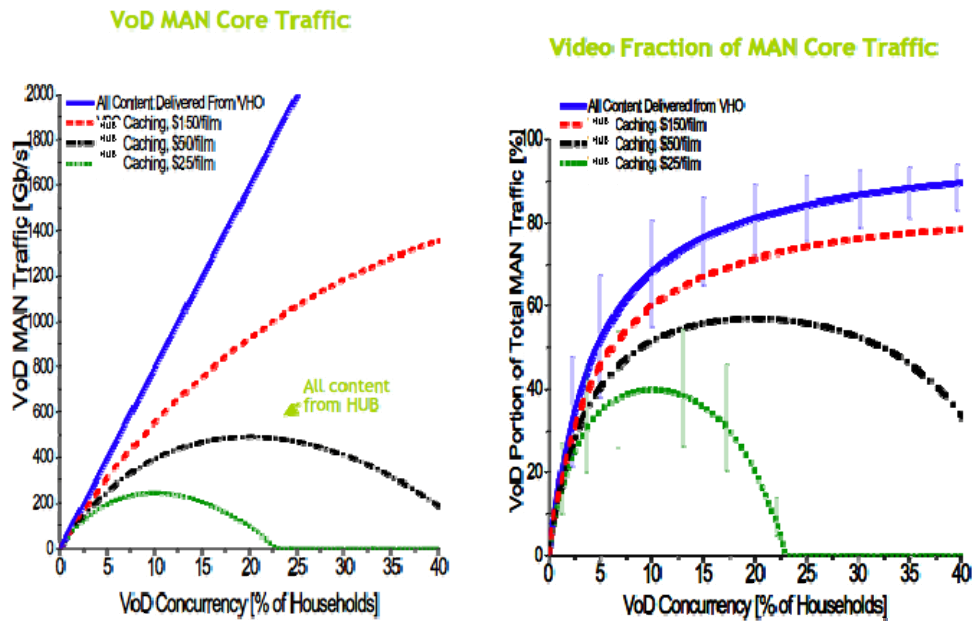 VoD MAN Core Traffic
VoD MAN Traffic [Gb/s]
2000
1800
1600
1400
1200
1000
800
600
400
200
0
All Content Delivered From VHO
Caching, $150/film
HUB Caching, $50/film
HUB Caching, $25/film
All content
from HUB
0 5 10 15 20 25 30 35 40
VoD Concurrency [% of Households]
Video Fraction of MAN Core Traffic
VoD Portion of Total MAN Traffic [%]
All Content Delivered from VHO
HUB Caching, $150/film
HUB Caching, $50/film
HUB Caching, $25/film
100
80
60
40
20
0
0 5 10 15 20 25 30 35 40
VoD Concurrency [% of Households]